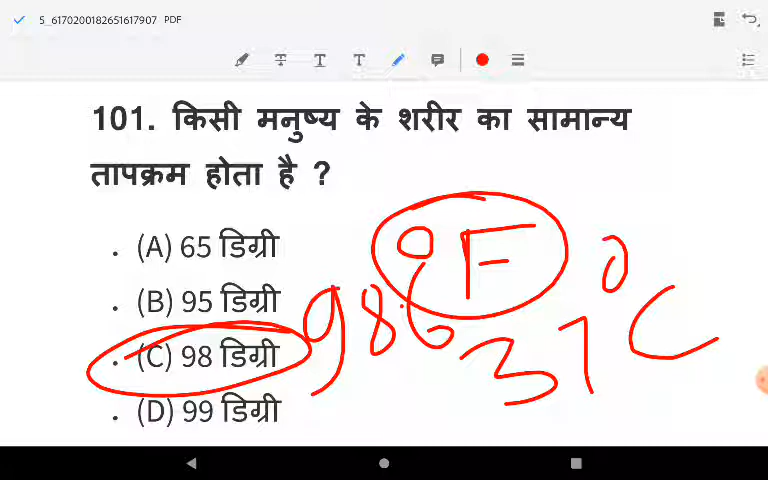 5_6170200182651617907 PDF
T T T
101. किसी मनुष्य के शरीर का सामान्य
तापक्रम होता है ?
. (A) 65 डिग्री
. (B) 95 डिग्री
. (C) 98 डिग्री
. (D) 99 डिग्री
98.6 °F
37 °C